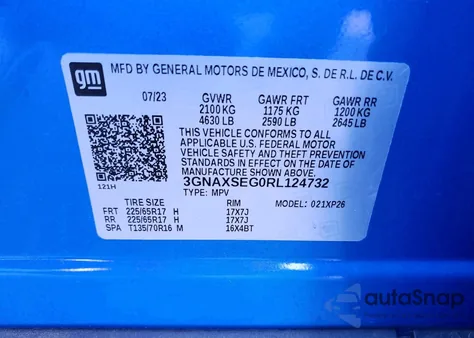 gm
MFD BY GENERAL MOTORS DE MEXICO, S. DE R.L. DE C.V.
07/23 GVWR GAWR FRT GAWR RR
2100 KG 1175 KG 1200 KG
4630 LB 2590 LB 2645 LB
THIS VEHICLE CONFORMS TO ALL
APPLICABLE U.S. FEDERAL MOTOR
VEHICLE SAFETY AND THEFT PREVENTION
STANDARDS IN EFFECT ON THE DATE OF
MANUFACTURE SHOWN ABOVE.
3GNAXSEG0RL124732
121H TYPE: MPV
TIRE SIZE RIM MODEL: 021XP26
FRT 225/65R17 H 17X7J
RR 225/65R17 H 17X7J
SPA T135/70R16 M 16X4BT
autoSnap